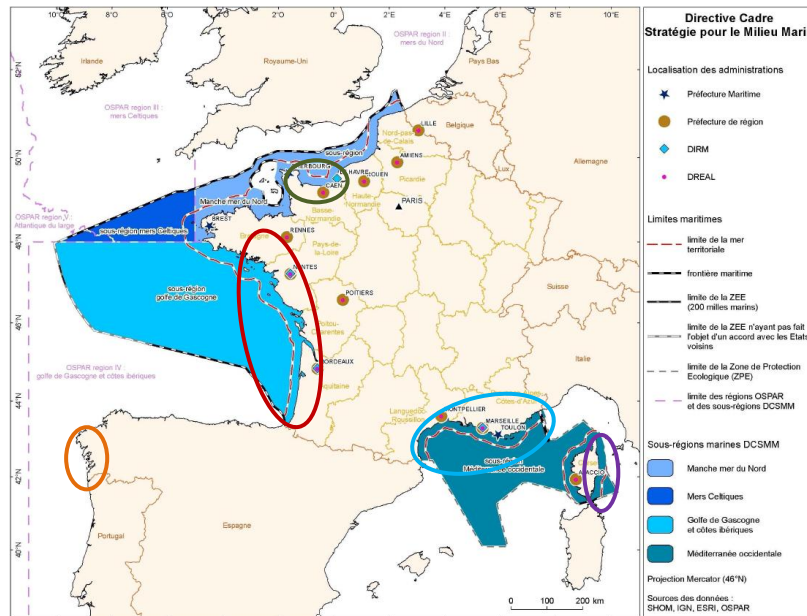 10°O
8°O
6°O
4°O
2°O
0°
2°E
4°E
6°E
8°E
10°E
OSPAR region II :
mers du Nord
Irlande
Royaume-Uni
Pays Bas
52°N
OSPAR region III :
mers Celtiques
LILLE
Belgique
Nord-pas-
de-Calais
Allemagne
50°N
sous-région
AMIENS
Picardie
Lux
ERBOURG
HAVRE
ROUEN
CAEN
Haute-
Normandie
Manche mer du Nord
Basse-
Normandie
PARIS
OSPAR region V :
Atlantique du large
sous-région mers Celtiques
BREST
48°N
RENNES
Pays-de-
la-Loire
NANTES
sous-région
golfe de Gascogne
POITIERS
Suisse
Poitou-
Charentes
46°N
Italie
OSPAR region IV :
golfe de Gascogne et côtes ibériques
BORDEAUX
Aquitaine
44°N
Languedoc-
Roussillon
Côtes-d'Azur
MONTPELLIER
MARSEILLE
TOULON
sous-région
Méditerranée occidentale
AJACCIO
42°N
Portugal
Espagne
40°N
0
50
100
200 km
Directive Cadre
Stratégie pour le Milieu Mari
Localisation des administrations
Préfecture Maritime
Préfecture de région
DIRM
DREAL
Limites maritimes
limite de la mer
territoriale
frontière maritime
limite de la ZEE
(200 milles marins)
limite de la ZEE n'ayant pas fait
l'objet d'un accord avec les Etats
voisins
limite de la Zone de Protection
Ecologique (ZPE)
limite des régions OSPAR
et des sous-régions DCSMM
Sous-régions marines DCSMM
Manche mer du Nord
Mers Celtiques
Golfe de Gascogne
et côtes ibériques
Méditerranée occidentale
Projection Mercator (46°N)
Sources des données :
SHOM, IGN, ESRI, OSPAR